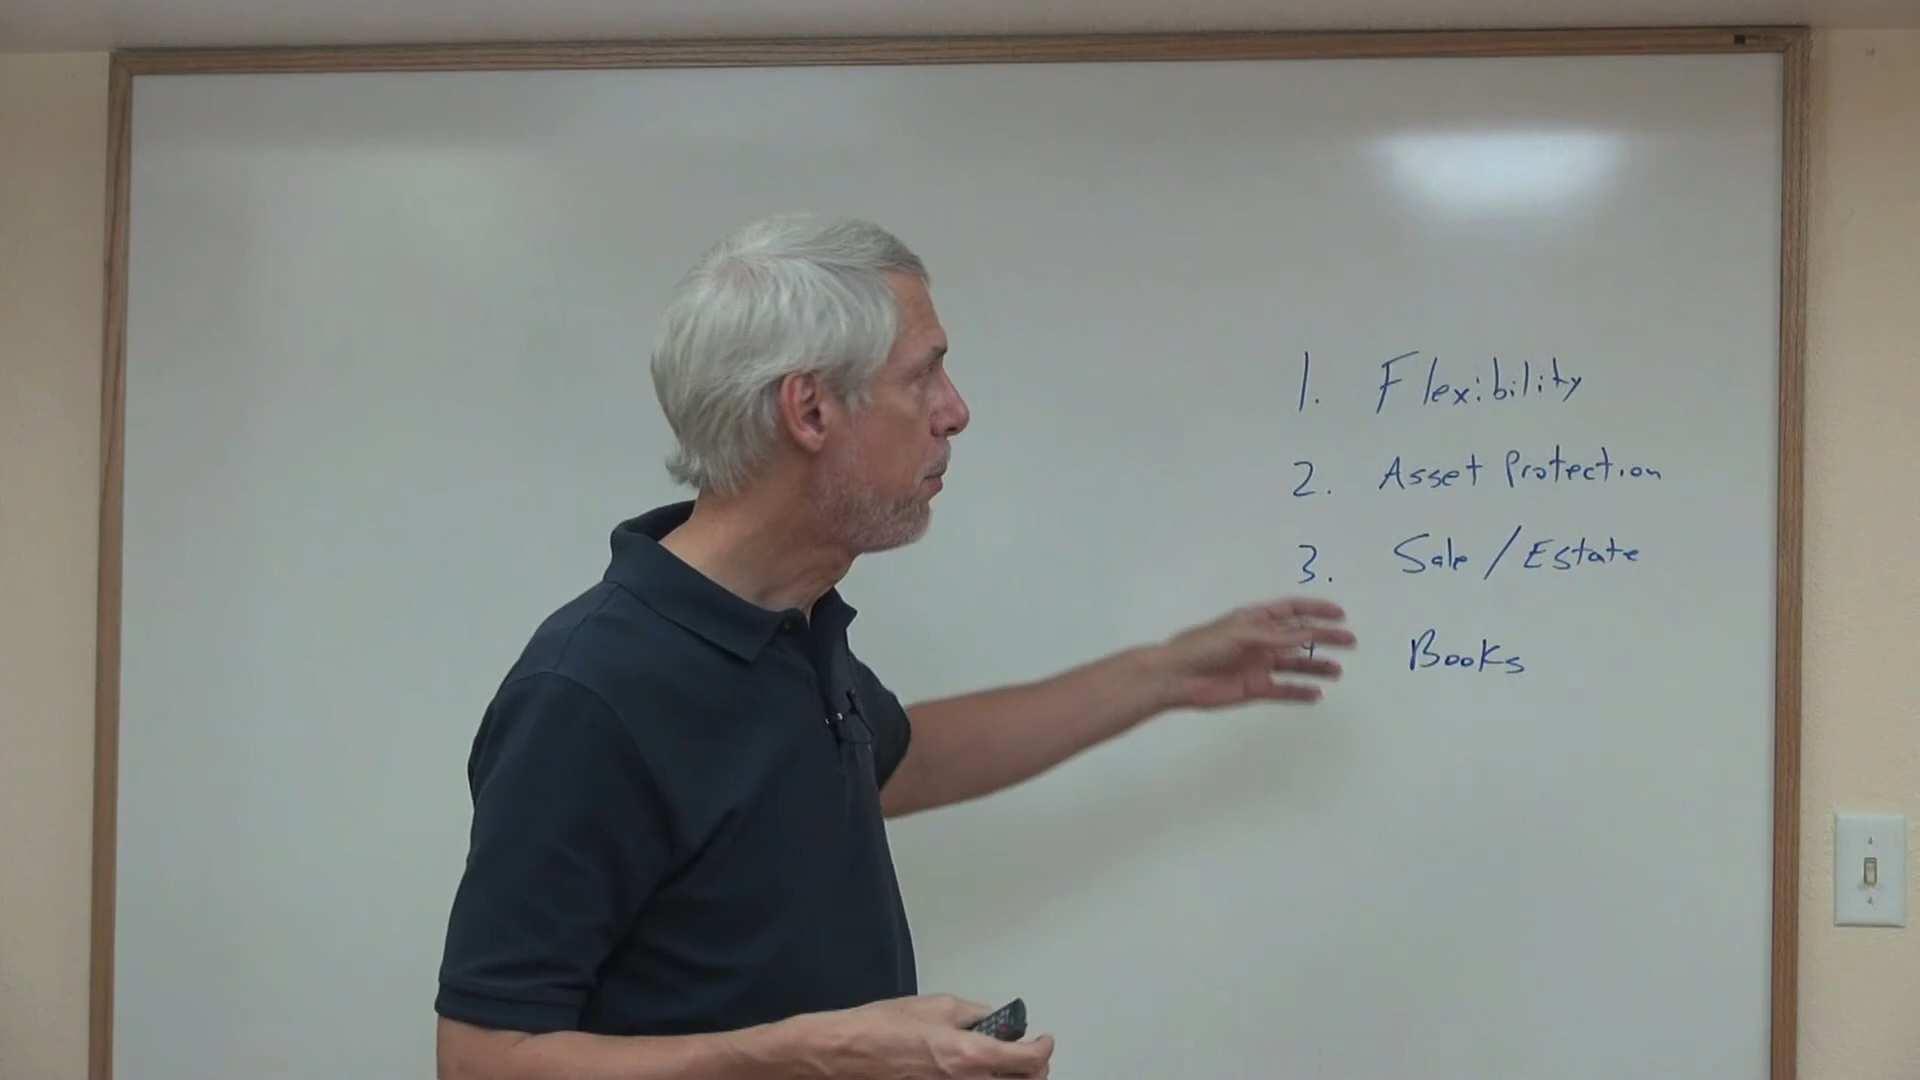 1. Flexibility
2. Asset Protection
3. Sale / Estate
Books